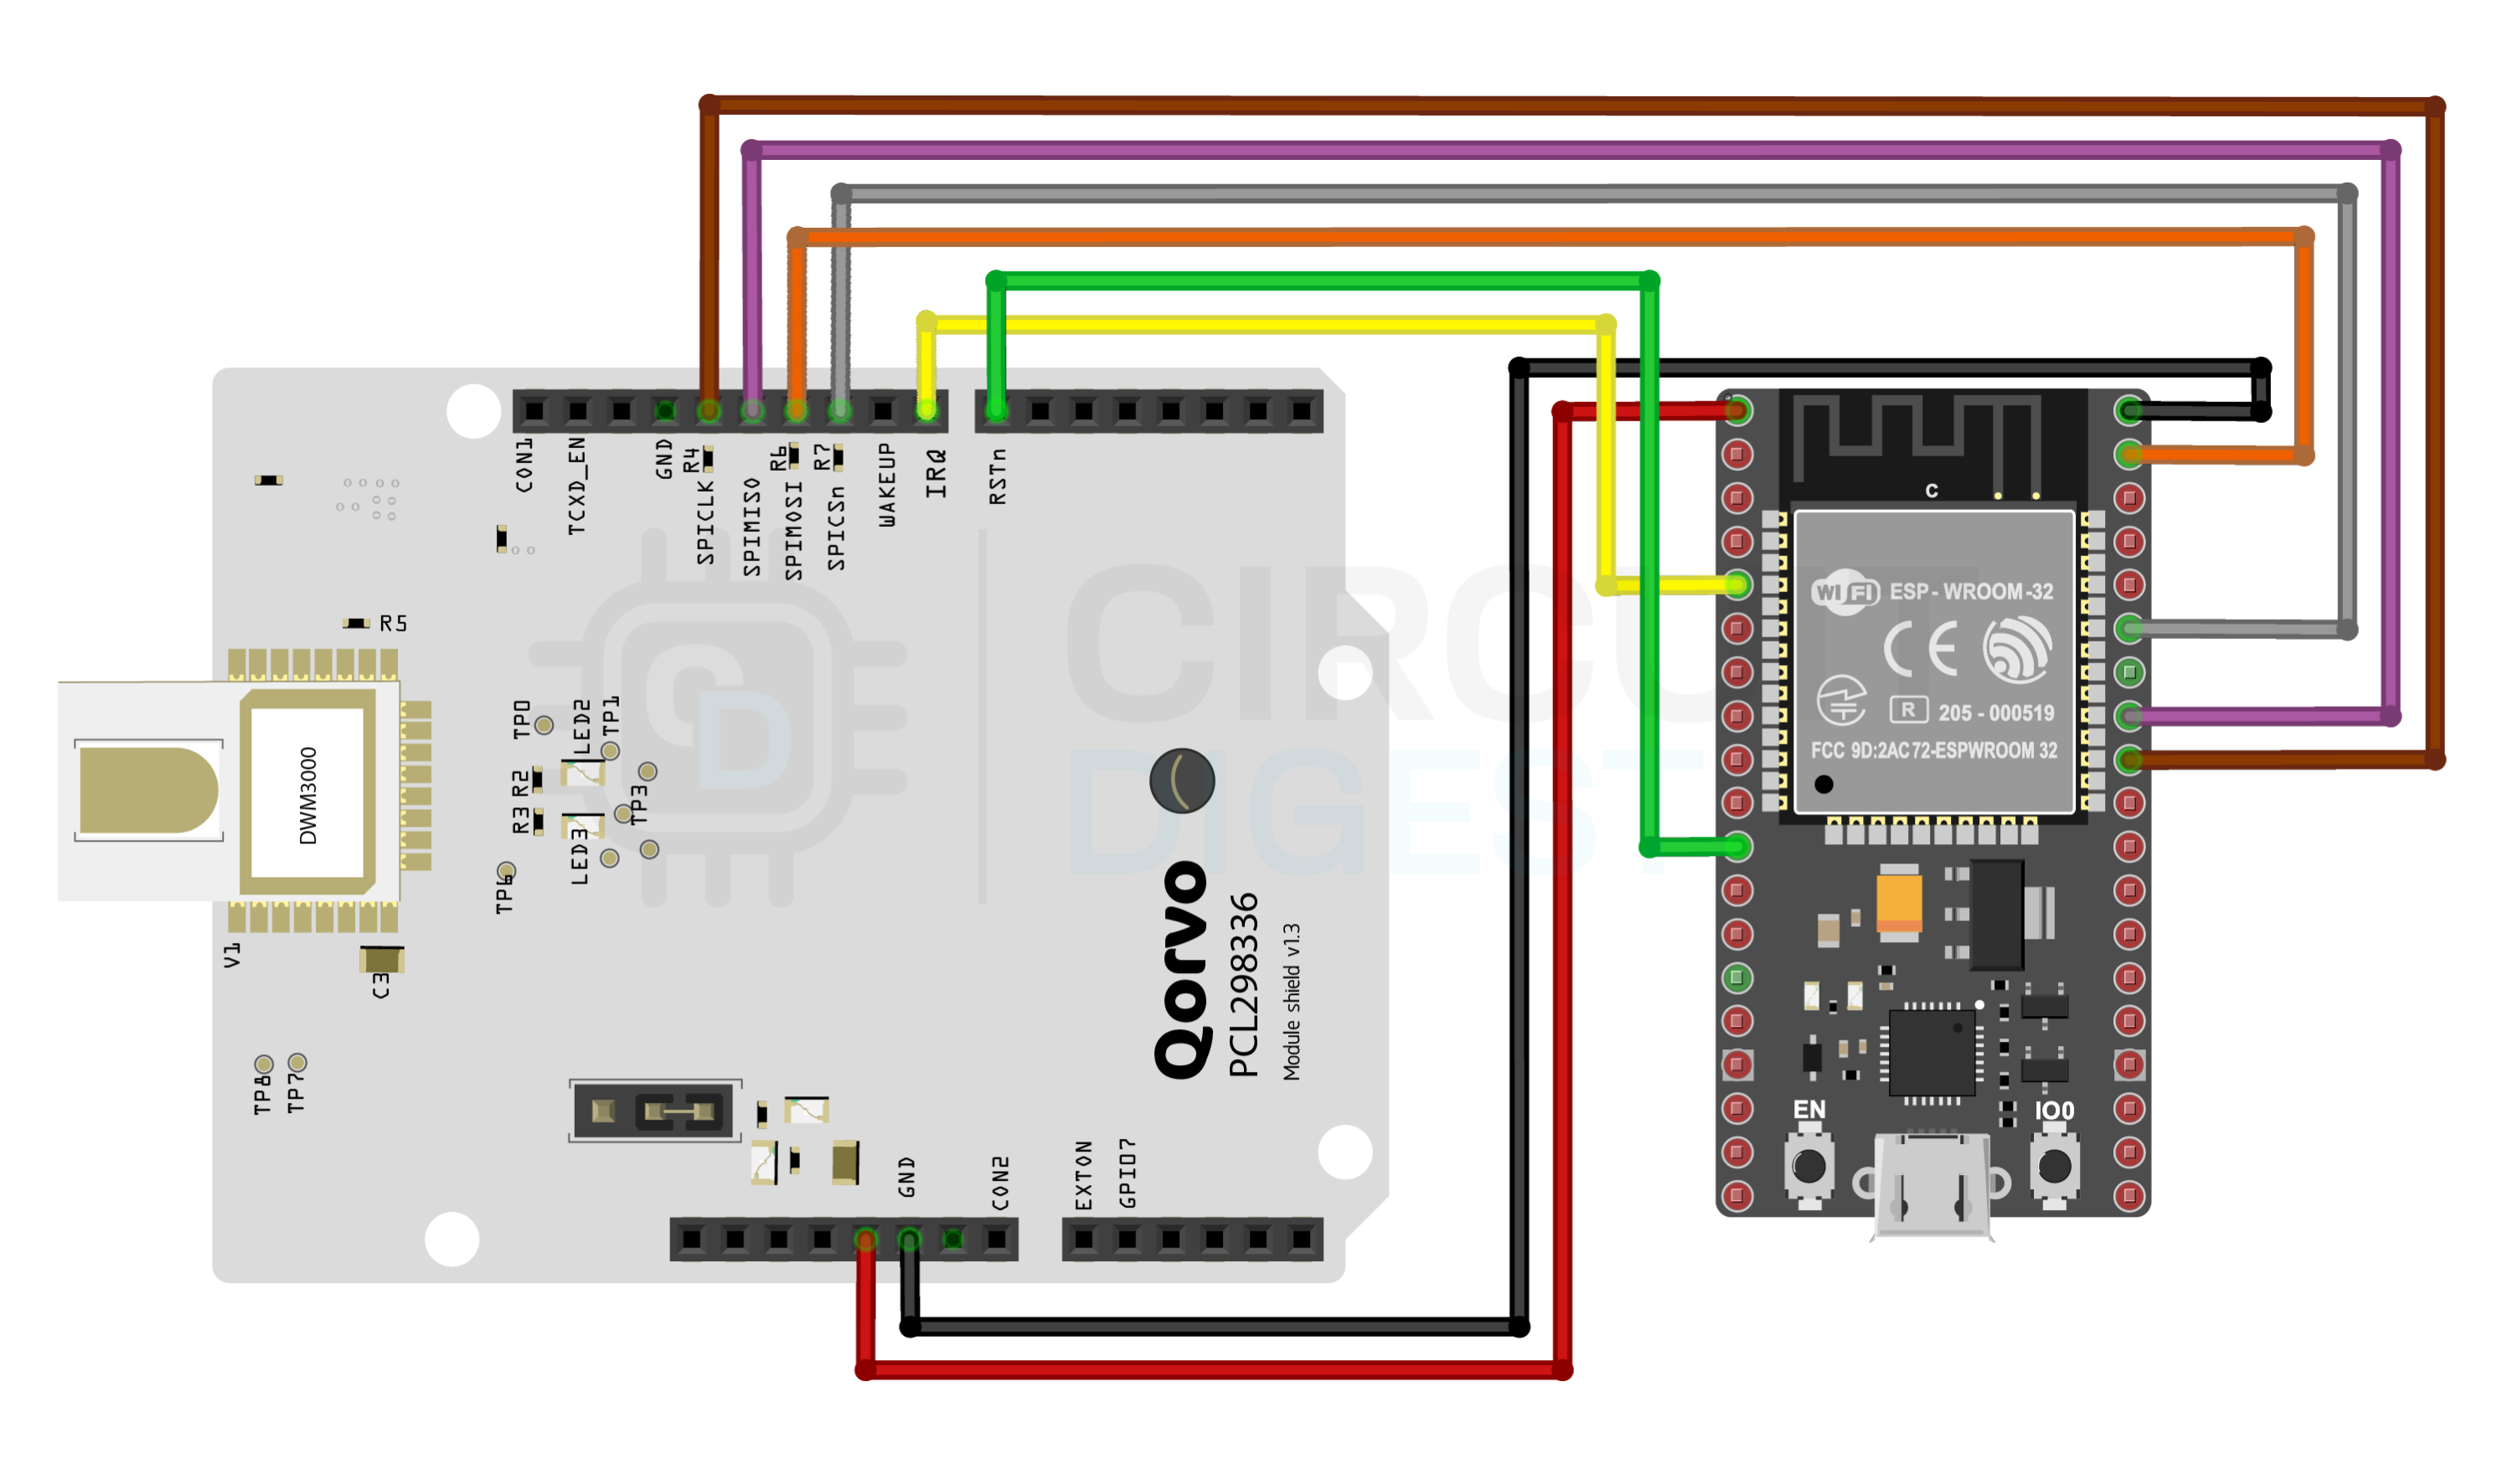 CON1
TCXD_EN
GND
R4
SPICLK
SPIMISO
R6
SPIMOSI
R7
SPICSn
WAKEUP
IRQ
RSTn
R5
DWM3000
TP0
LED2
TP1
R2
R3
TP3
LED3
TP6
V1
C3
TP8
TP7
CIRCUIT
DIGEST
CD
Qorvo
PCL298336
Module shield v1.3
GND
CON2
EXTON
GPIO7
C
WiFi ESP-WROOM-32
CE
R 205-000519
FCC 9D:2AC72-ESPWROOM 32
EN
IO0